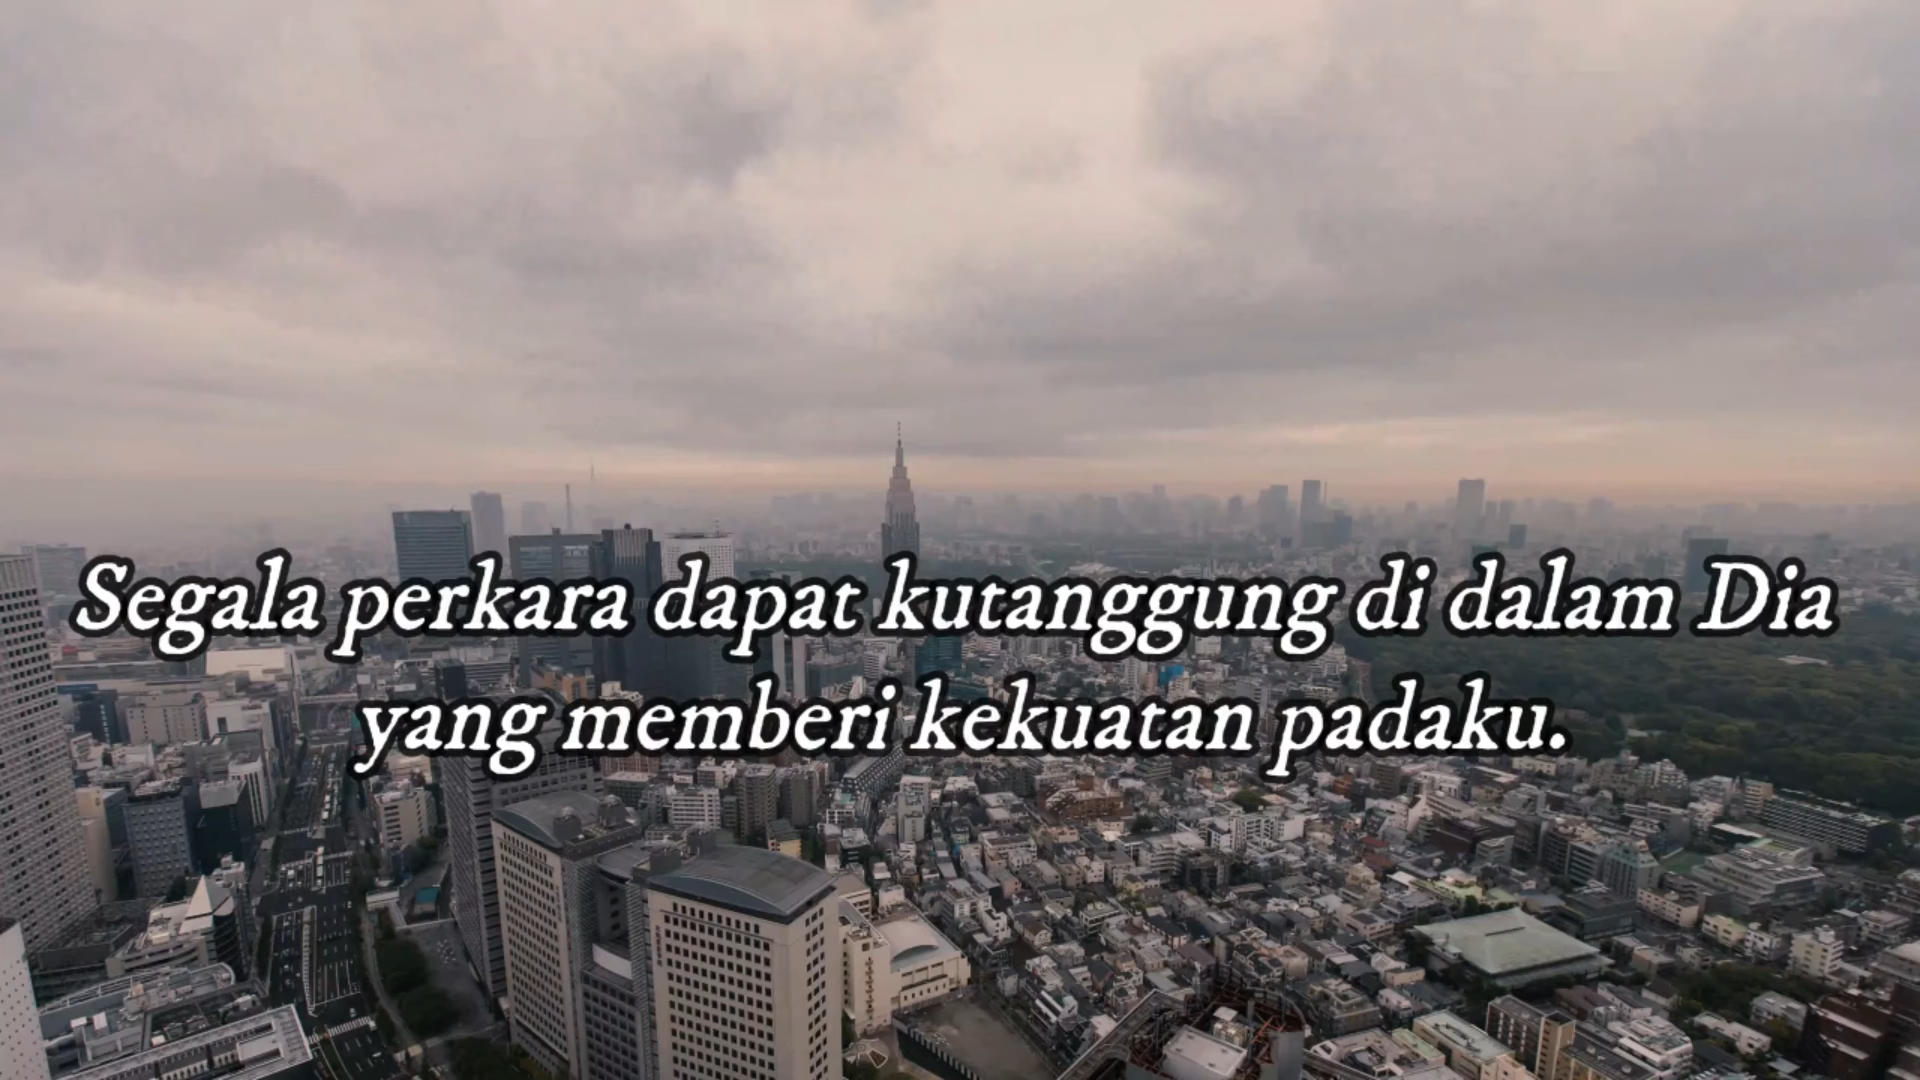 Segala perkara dapat kutanggung di dalam Dia
yang memberi kekuatan padaku.